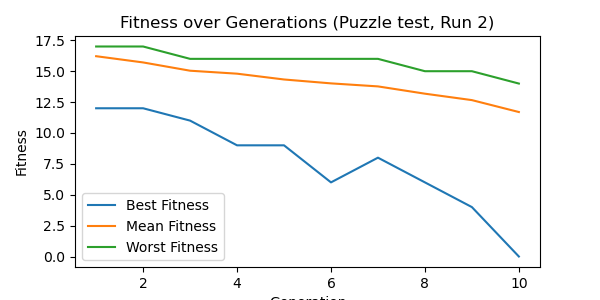 Fitness over Generations (Puzzle test, Run 2)
17.5
15.0
12.5
10.0
7.5
5.0
2.5
0.0
Fitness
Best Fitness
Mean Fitness
Worst Fitness
2
4
6
8
10
Generation